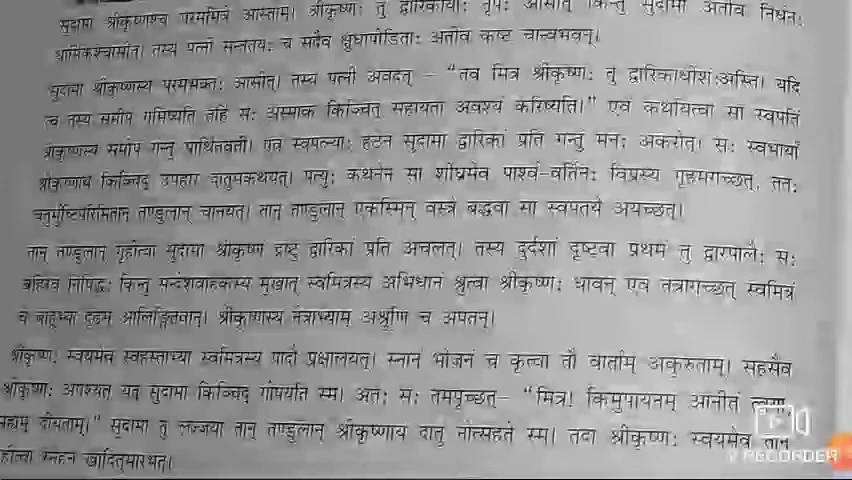 सुदामा श्रीकृष्णश्च परममित्रे आस्ताम्। श्रीकृष्णः तु द्वारिकायाः नृपः आसीत् किन्तु सुदामा अतीव निर्धनः
धार्मिकश्चासीत्। तस्य पत्नी सन्ततयः च सदैव क्षुधापीडिताः अतीव कष्टं चान्वभवन्।
सुदामा श्रीकृष्णस्य परमभक्तः आसीत्। तस्य पत्नी अवदत् – "तव मित्रं श्रीकृष्णः तु द्वारिकाधीशःअस्ति। यदि
त्वं तस्य समीपं गमिष्यति तर्हि सः अस्माकं किञ्चित् सहायतां अवश्यं करिष्यति।" एवं कथयित्वा सा स्वपतिं
श्रीकृष्णस्य समीपं गन्तुं प्रार्थितवती। एवं स्वपत्न्याः हठेन सुदामा द्वारिकां प्रति गन्तुं मनः अकरोत्। सः स्वभार्यां
श्रीकृष्णाय किञ्चिद् उपहारं दातुमकथयत्। पत्युः कथनेन सा शीघ्रमेव पार्श्व-वर्तिनः विप्रस्य गृहमगच्छत्, ततः
चतुर्मुष्टिपरिमितान् तण्डुलान् चानयत्। तान् तण्डुलान् एकस्मिन् वस्त्रे बद्धवा सा स्वपतये अयच्छत्।
तान् तण्डुलान् गृहीत्वा सुदामा श्रीकृष्णं द्रष्टुं द्वारिकां प्रति अचलत्। तस्य दुर्दशां दृष्टवा प्रथमं तु द्वारपालैः सः
बहिरेव निषिद्धः किन्तु सन्देशवाहकस्य मुखात् स्वमित्रस्य अभिधानं श्रुत्वा श्रीकृष्णः धावन् एव तत्रागच्छत् स्वमित्रं
च बाहुभ्यां दृढम् आलिङ्गितवान्। श्रीकृष्णस्य नेत्राभ्याम् अश्रूणि च अपतन्।
श्रीकृष्णः स्वयमेव स्वहस्ताभ्यां स्वमित्रस्य पादौ प्रक्षालयत्। स्नानं भोजनं च कृत्वा तौ वार्ताम् अकुरुताम्। सहसैव
श्रीकृष्णः अपश्यत् यत् सुदामा किञ्चिद् गोपयति स्म। अतः सः तमपृच्छत्– "मित्र! किमुपायनम् आनीतं त्वया
मह्यम् दीयताम्।" सुदामा तु लज्जया तान् तण्डुलान् श्रीकृष्णाय दातुं नोत्सहते स्म। तदा श्रीकृष्णः स्वयमेव तान्
स्नेहेन खादितुमारभत्।
RECORDER